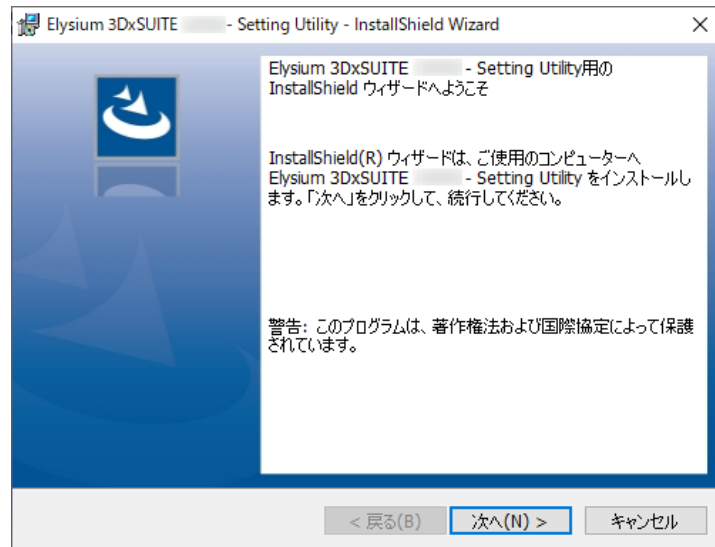 Elysium 3DxSUITE - Setting Utility - InstallShield Wizard
Elysium 3DxSUITE - Setting Utility用の
InstallShield ウィザードへようこそ
InstallShield(R) ウィザードは、ご使用のコンピューターへ
Elysium 3DxSUITE - Setting Utility をインストールし
ます。「次へ」をクリックして、続行してください。
警告: このプログラムは、著作権法および国際協定によって保護
されています。
< 戻る(B)
次へ(N) >
キャンセル